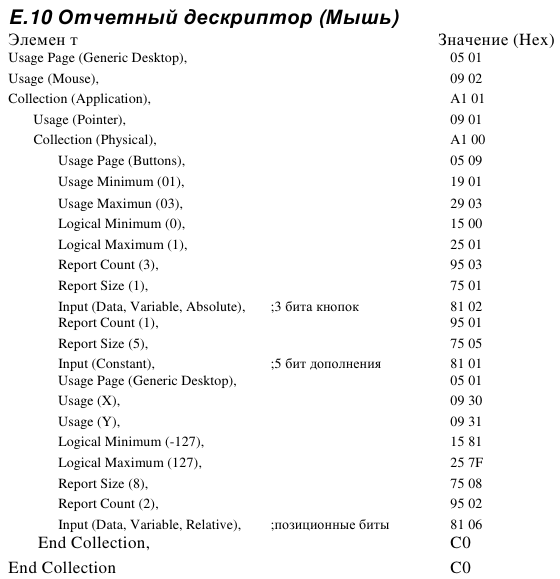 E.10 Отчетный дескриптор (Мышь)
Элемен т Значение (Hex)
Usage Page (Generic Desktop), 05 01
Usage (Mouse), 09 02
Collection (Application), A1 01
Usage (Pointer), 09 01
Collection (Physical), A1 00
Usage Page (Buttons), 05 09
Usage Minimum (01), 19 01
Usage Maximun (03), 29 03
Logical Minimum (0), 15 00
Logical Maximum (1), 25 01
Report Count (3), 95 03
Report Size (1), 75 01
Input (Data, Variable, Absolute), ;3 бита кнопок 81 02
Report Count (1), 95 01
Report Size (5), 75 05
Input (Constant), ;5 бит дополнения 81 01
Usage Page (Generic Desktop), 05 01
Usage (X), 09 30
Usage (Y), 09 31
Logical Minimum (-127), 15 81
Logical Maximum (127), 25 7F
Report Size (8), 75 08
Report Count (2), 95 02
Input (Data, Variable, Relative), ;позиционные биты 81 06
End Collection, C0
End Collection C0